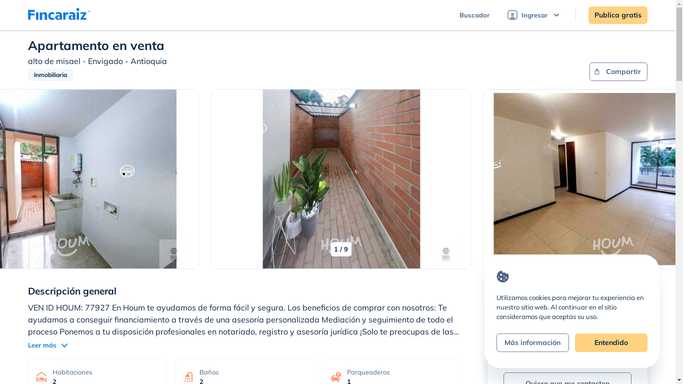 Fincaraiz
Buscador
Ingresar
Publica gratis
Apartamento en venta
alto de misael - Envigado - Antioquia
Inmobiliaria
Compartir
HOUM
HOUM
HOUM
1 / 9
Descripción general
VEN ID HOUM: 77927 En Houm te ayudamos de forma fácil y segura. Los beneficios de comprar con nosotros: Te
ayudamos a conseguir financiamiento a través de una asesoría personalizada Mediación y seguimiento de todo el
proceso Ponemos a tu disposición profesionales en notariado, registro y asesoría jurídica ¡Solo te preocupas de las...
Leer más
Habitaciones
2
Baños
2
Parqueaderos
1
Utilizamos cookies para mejorar tu experiencia en
nuestro sitio web. Al continuar en el sitio
consideramos que aceptas su uso.
Más información
Entendido
Quiero que me contacten